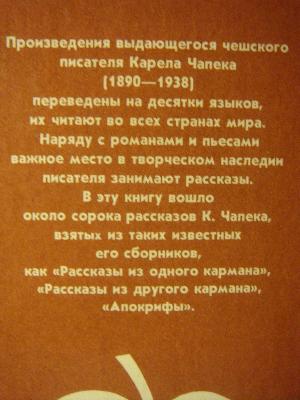 Произведения выдающегося чешского
писателя Карела Чапека
(1890—1938)
переведены на десятки языков,
их читают во всех странах мира.
Наряду с романами и пьесами
важное место в творческом наследии
писателя занимают рассказы.
В эту книгу вошло
около сорока рассказов К. Чапека,
взятых из таких известных
его сборников,
как «Рассказы из одного кармана»,
«Рассказы из другого кармана»,
«Апокрифы».